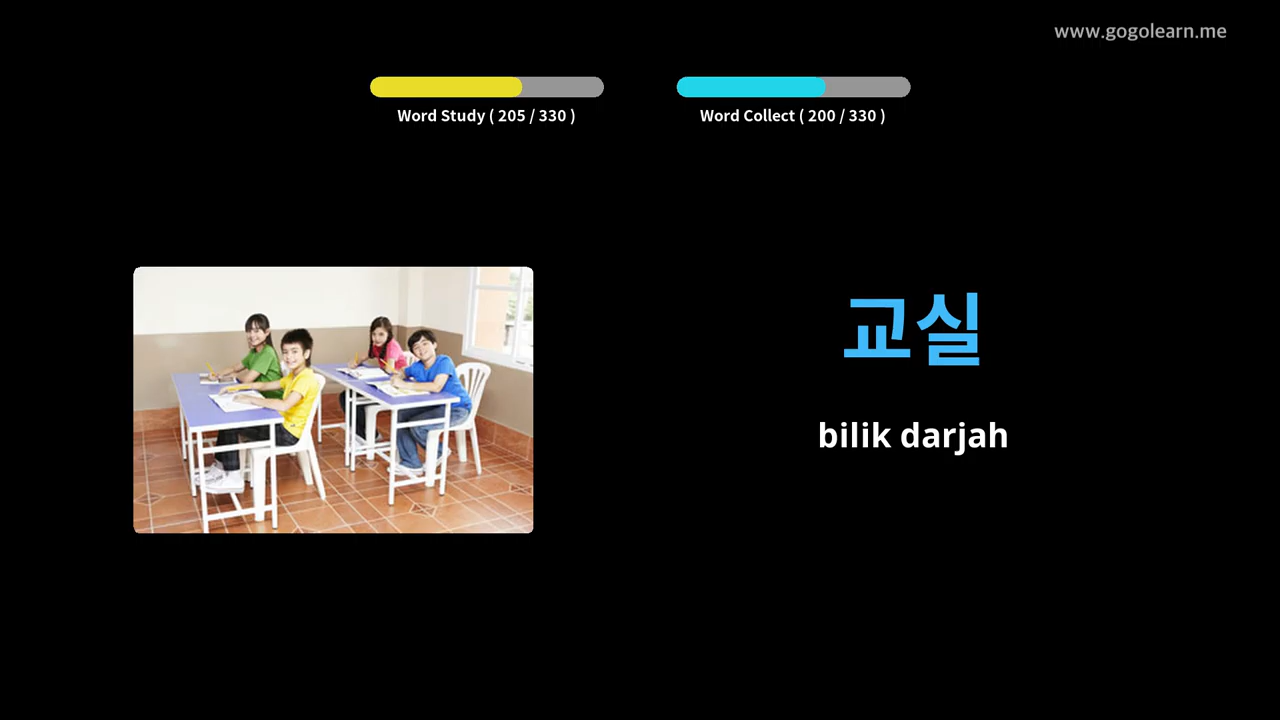 www.gogolearn.me
Word Study ( 205 / 330 )
Word Collect ( 200 / 330 )
교실
bilik darjah